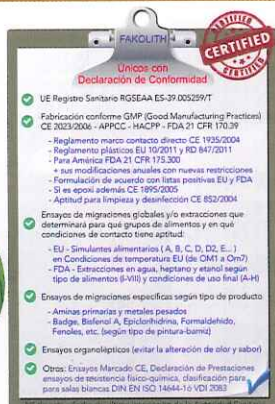 FAKOLITH
CERTIFIED
CERTIFIED
CERTIFIED
Únicos con
Declaración de Conformidad
UE Registro Sanitario RGSEAA ES-39.005259/T
Fabricación conforme GMP (Good Manufacturing Practices)
CE 2023/2006 - APPCC - HACPP - FDA 21 CFR 170.39
- Reglamento marco contacto directo CE 1935/2004
- Reglamento plásticos EU 10/2011 y RD 847/2011
- Para América FDA 21 CFR 175.300
+ sus modificaciones anuales con nuevas restricciones
- Formulación de acuerdo con listas positivas EU y FDA
- Si es epoxi además CE 1895/2005
- Aptitud para limpieza y desinfección CE 852/2004
Ensayos de migraciones globales y/o extracciones que
determinará para que grupos de alimentos y en qué
condiciones de contacto tiene aptitud:
- EU - Simulantes alimentarios ( A, B, C, D, D2, E... )
en Condiciones de temperatura EU (de OM1 a Om7)
- FDA - Extracciones en agua, heptano y etanol según
tipo de alimentos (I-VIII) y condiciones de uso final (A-H)
Ensayos de migraciones específicas según tipo de producto
- Aminas primarias y metales pesados
- Badge, Bisfenol A, Epiclorhidrina, Formaldehido,
Fenoles, etc. (según tipo de pintura-barniz)
Ensayos organolépticos (evitar la alteración de olor y sabor)
Otros: Ensayos Marcado CE, Declaración de Prestaciones
ensayos de resistencia físico-química, clasificación para
para salas blancas DIN EN ISO 14644-16 VDI 2083